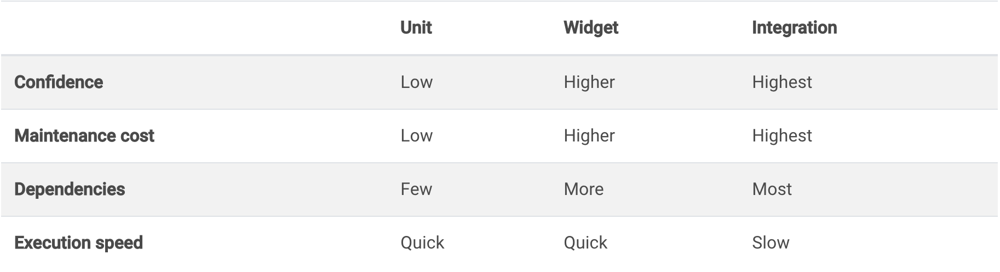 Unit Widget Integration
Confidence Low Higher Highest
Maintenance cost Low Higher Highest
Dependencies Few More Most
Execution speed Quick Quick Slow